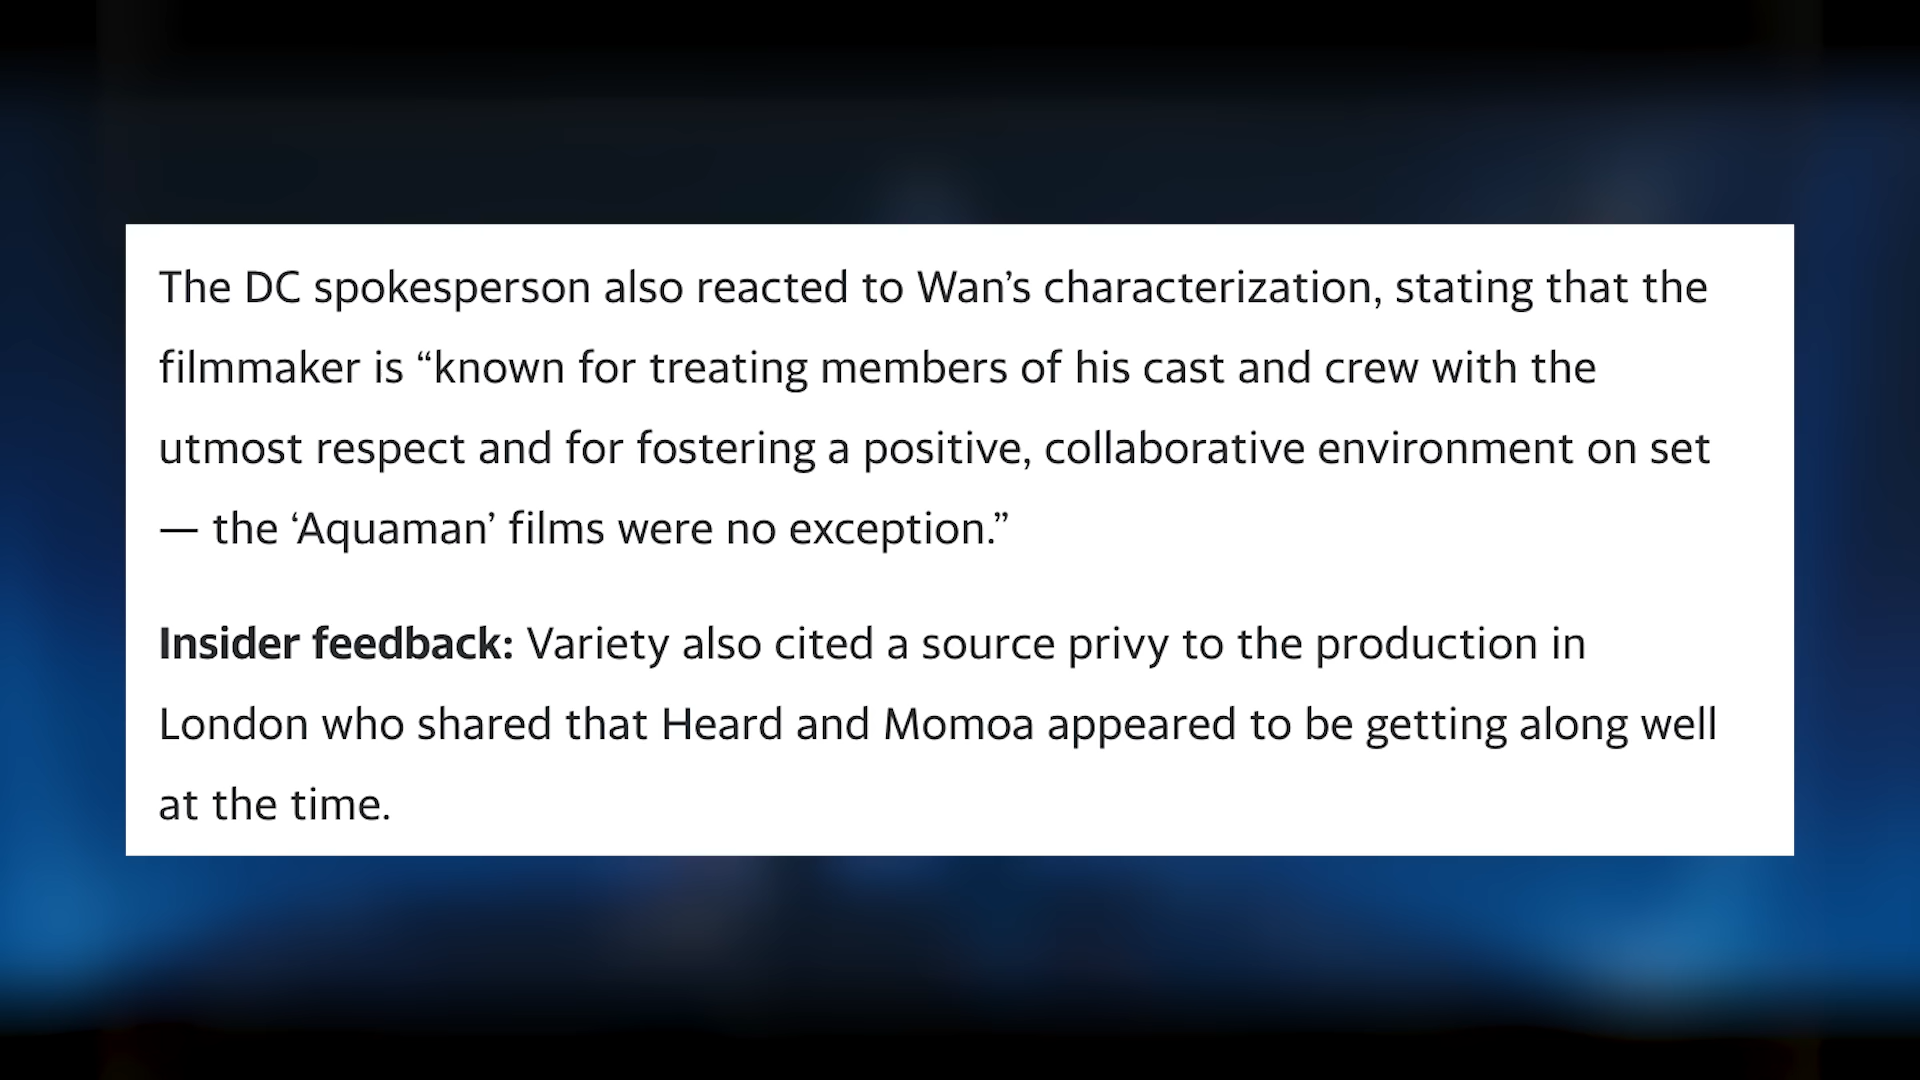 The DC spokesperson also reacted to Wan’s characterization, stating that the
filmmaker is “known for treating members of his cast and crew with the
utmost respect and for fostering a positive, collaborative environment on set
— the ‘Aquaman’ films were no exception.”
Insider feedback: Variety also cited a source privy to the production in
London who shared that Heard and Momoa appeared to be getting along well
at the time.